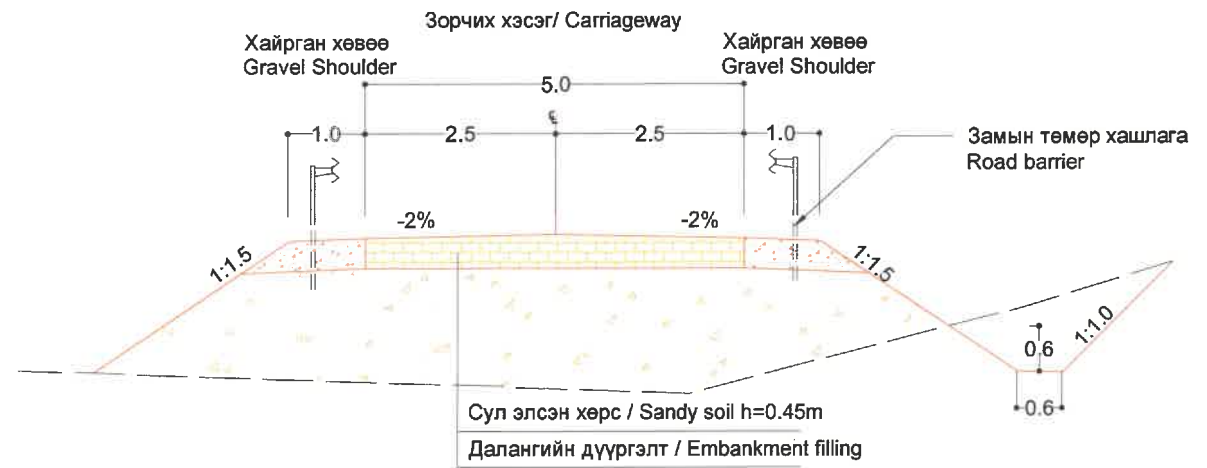 Зорчих хэсэг/ Carriageway
Хайрган хөвөө
Gravel Shoulder
Хайрган хөвөө
Gravel Shoulder
5.0
℄
1.0
2.5
2.5
1.0
Замын төмөр хашлага
Road barrier
-2%
-2%
1:1.5
1:1.5
1:1.0
0.6
0.6
Сул элсэн хөрс / Sandy soil h=0.45m
Далангийн дүүргэлт / Embankment filling